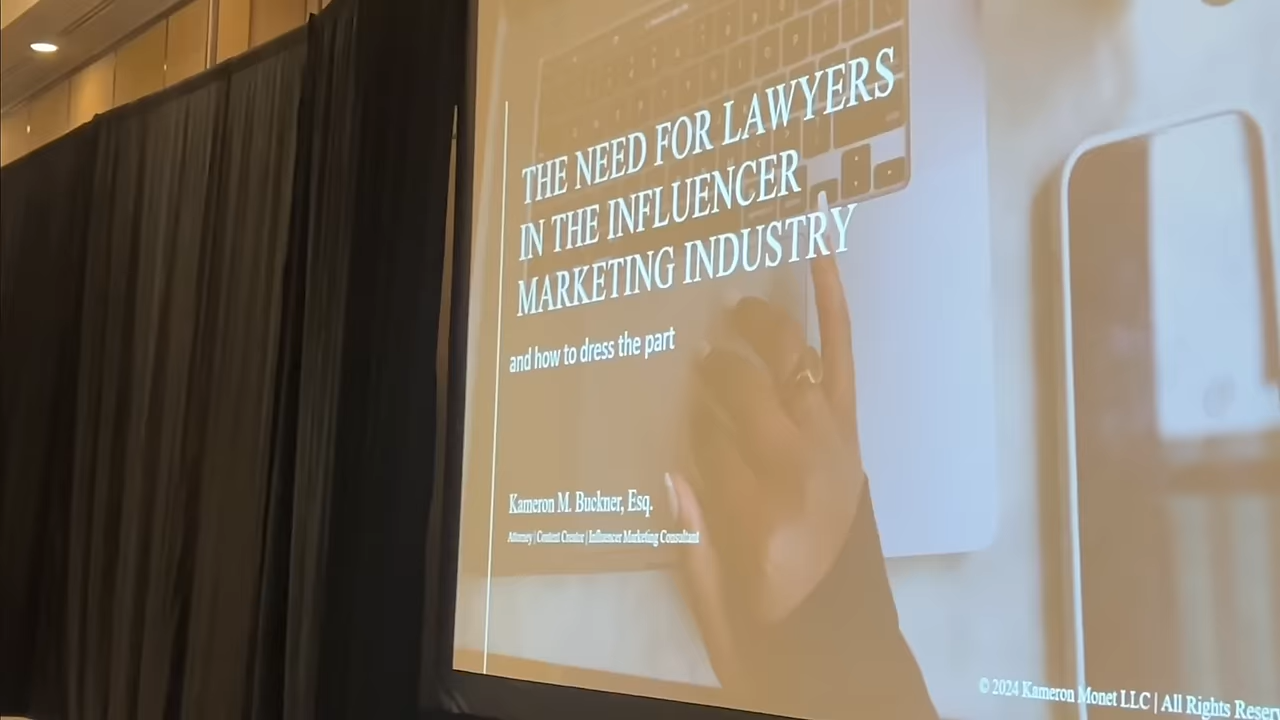 THE NEED FOR LAWYERS
IN THE INFLUENCER
MARKETING INDUSTRY
and how to dress the part
Kameron M. Buckner, Esq.
Attorney | Content Creator | Influencer Marketing Consultant
© 2024 Kameron Monet LLC | All Rights Reser